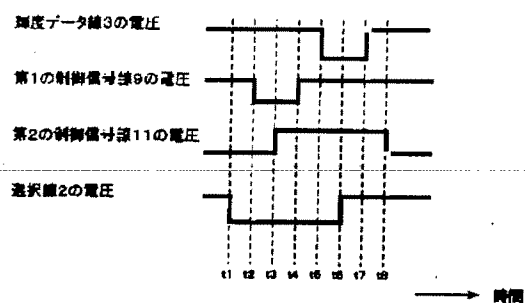 輝度データ線3の電圧
第1の制御信号線9の電圧
第2の制御信号線11の電圧
選択線2の電圧
t1 t2 t3 t4 t5 t6 t7 t8
時間